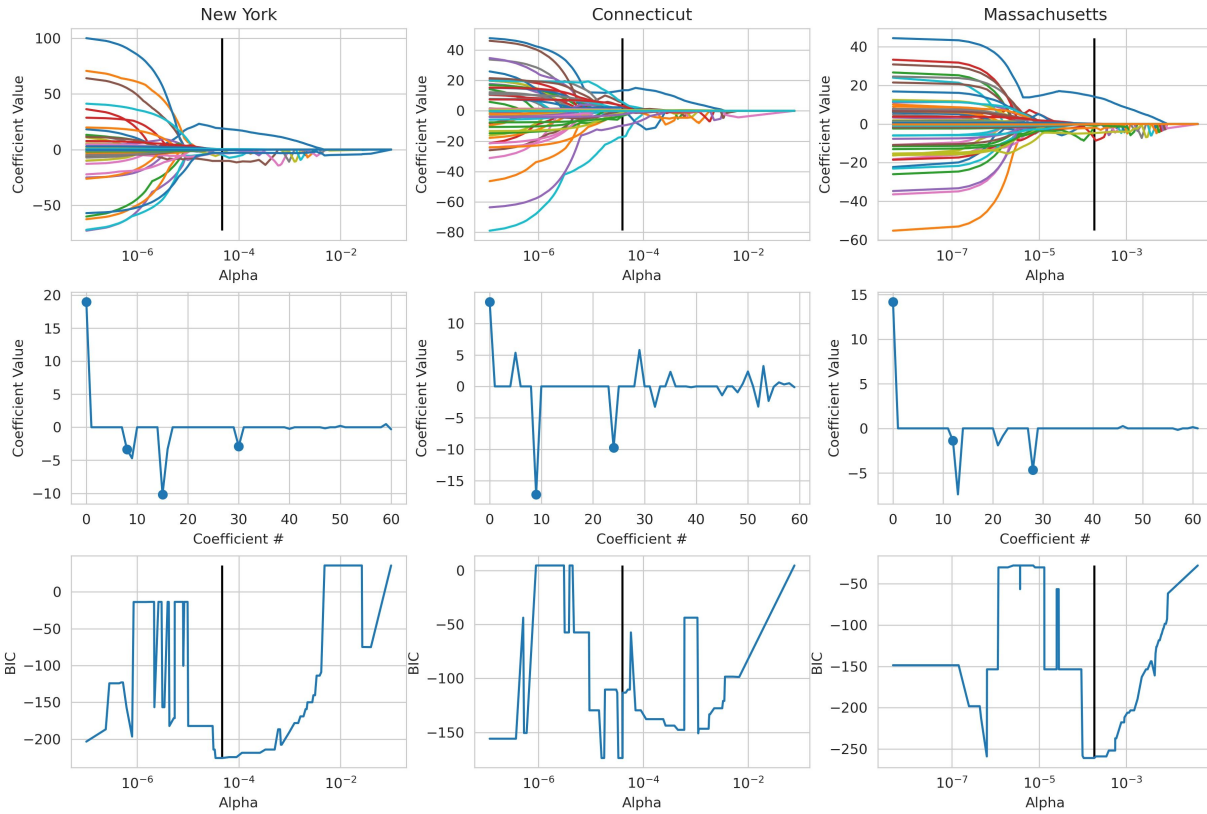 New York Connecticut Massachusetts
Coefficient Value
100
50
0
−50
10⁻⁶ 10⁻⁴ 10⁻²
Alpha
Coefficient Value
40
20
0
−20
−40
−60
−80
10⁻⁶ 10⁻⁴ 10⁻²
Alpha
Coefficient Value
40
20
0
−20
−40
−60
10⁻⁷ 10⁻⁵ 10⁻³
Alpha
Coefficient Value
20
15
10
5
0
−5
−10
0 10 20 30 40 50 60
Coefficient #
Coefficient Value
10
5
0
−5
−10
−15
0 10 20 30 40 50 60
Coefficient #
Coefficient Value
15
10
5
0
−5
0 10 20 30 40 50 60
Coefficient #
BIC
0
−50
−100
−150
−200
10⁻⁶ 10⁻⁴ 10⁻²
Alpha
BIC
0
−50
−100
−150
10⁻⁶ 10⁻⁴ 10⁻²
Alpha
BIC
−50
−100
−150
−200
−250
10⁻⁷ 10⁻⁵ 10⁻³
Alpha